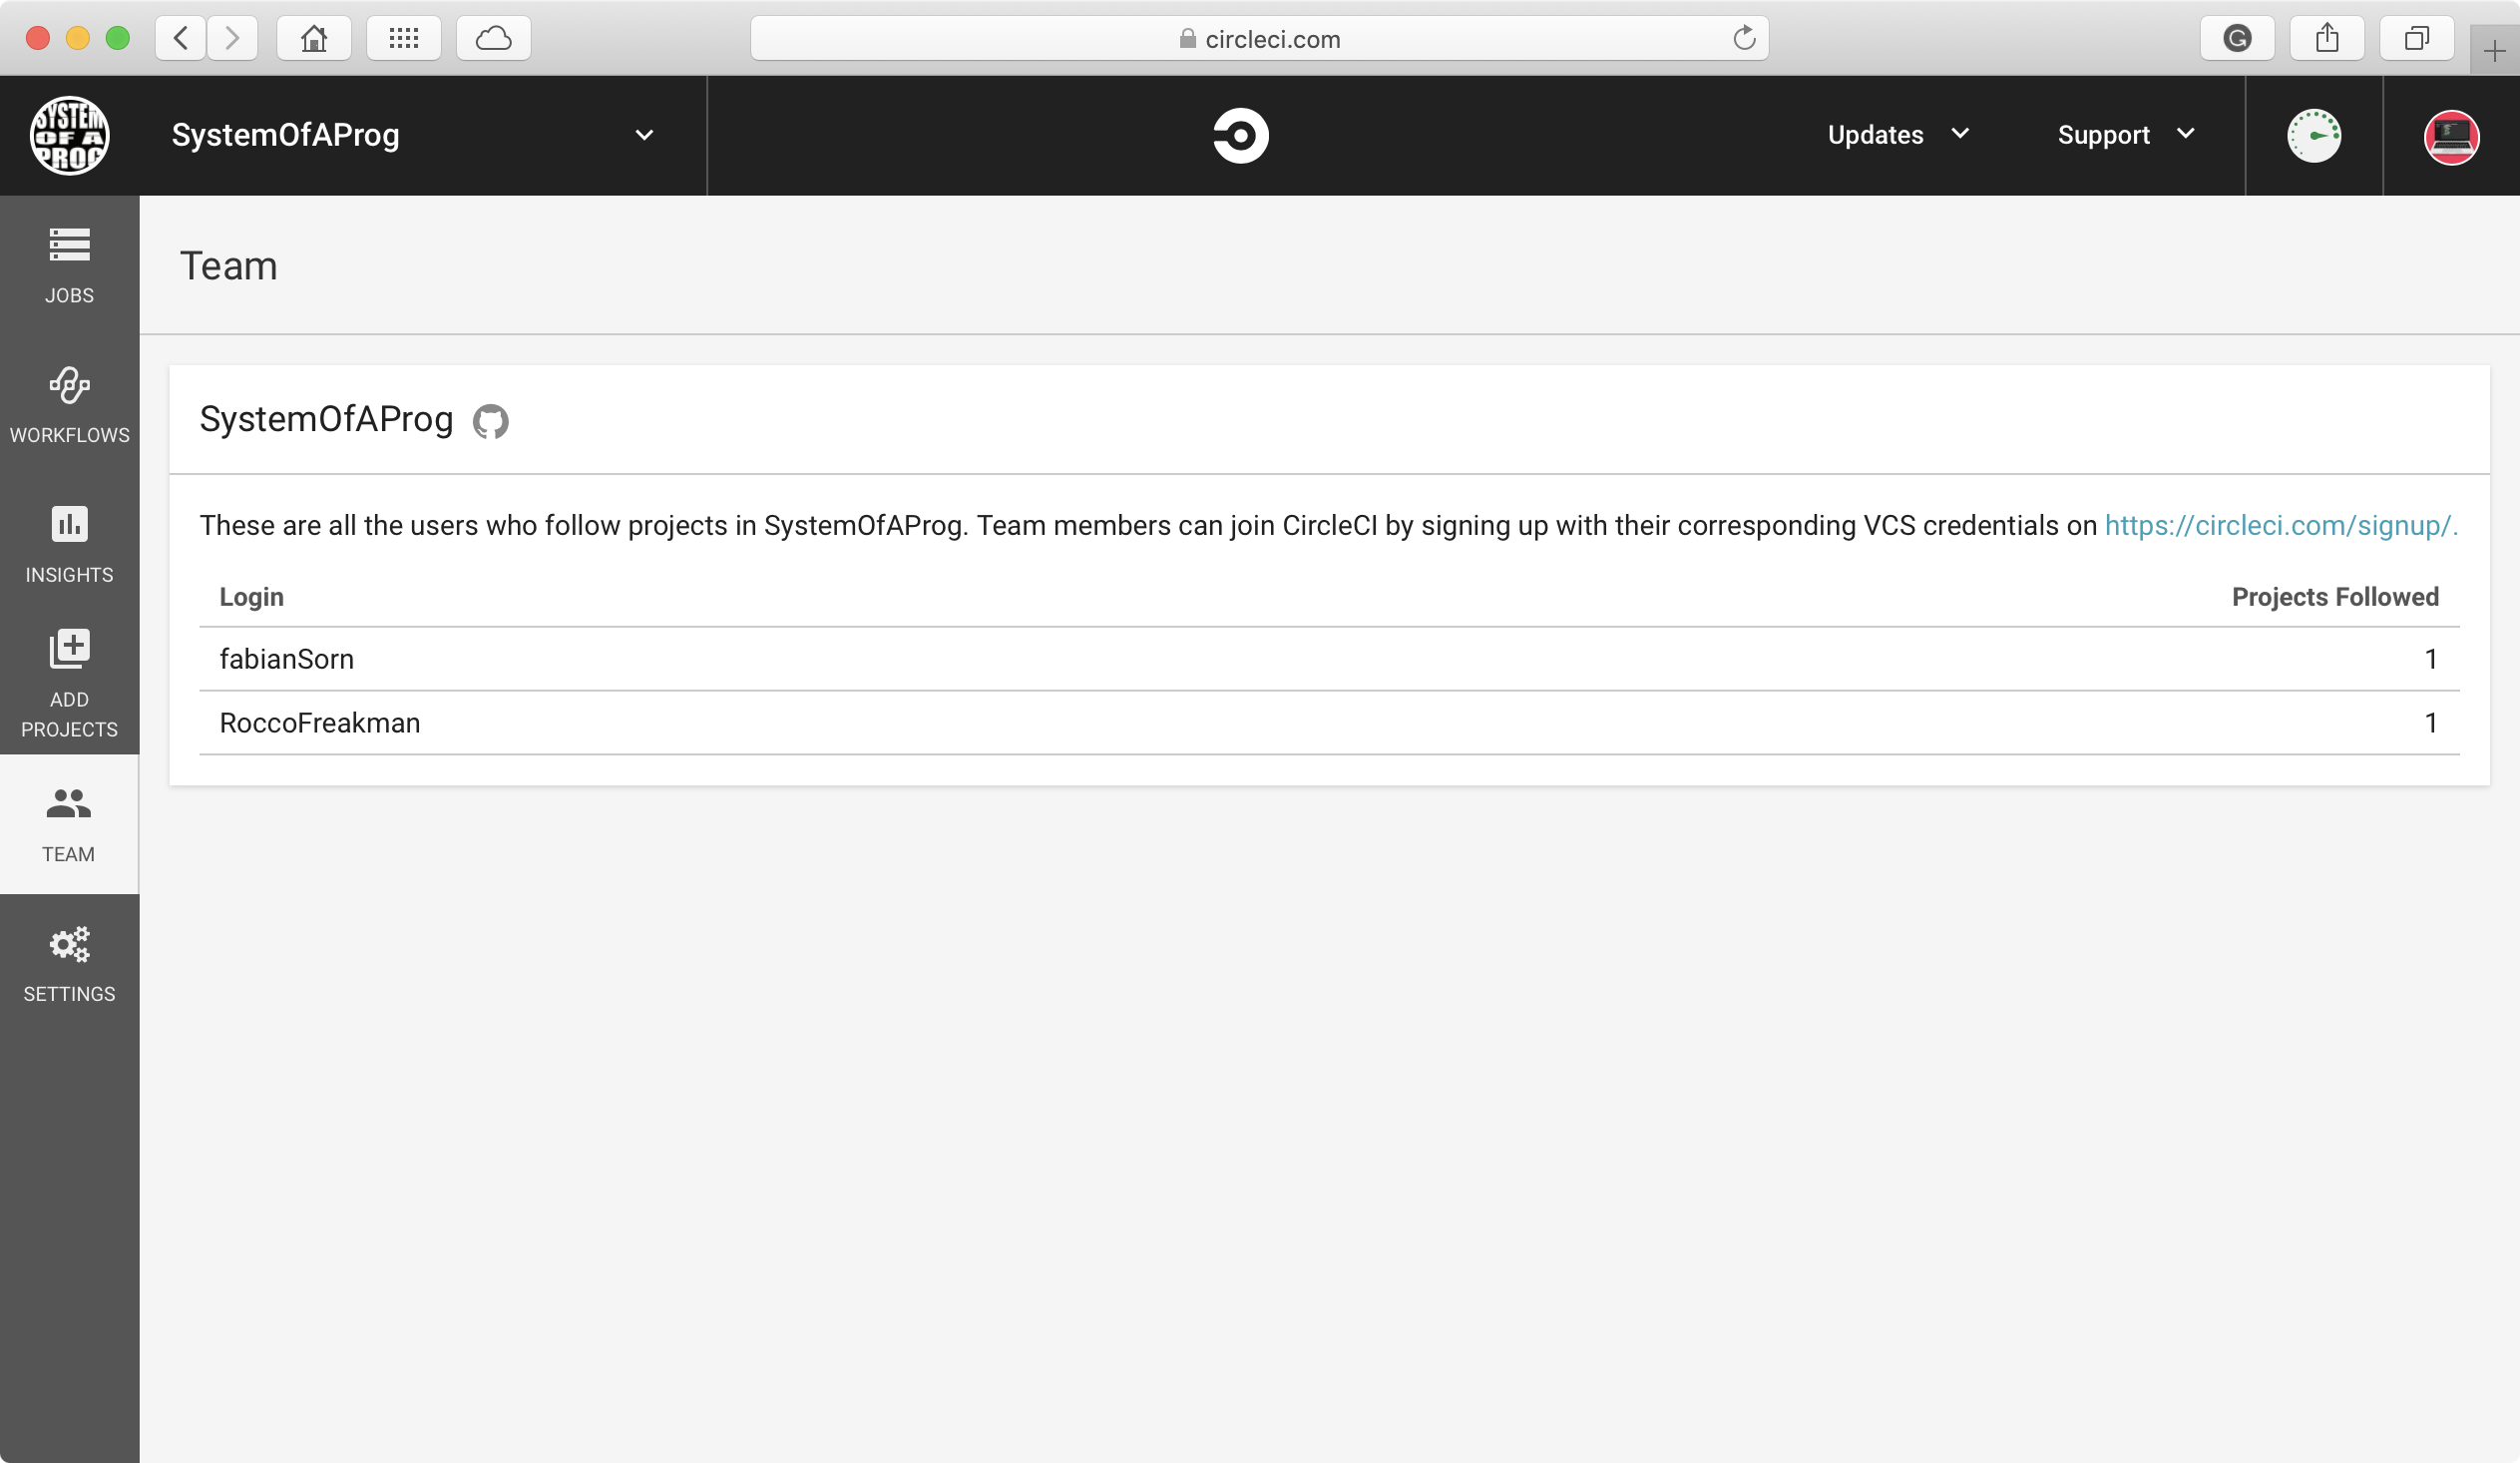 circleci.com
SYSTEM
OF A
PROG
SystemOfAProg
Updates
Support
JOBS
WORKFLOWS
INSIGHTS
ADD
PROJECTS
TEAM
SETTINGS
Team
SystemOfAProg
These are all the users who follow projects in SystemOfAProg. Team members can join CircleCI by signing up with their corresponding VCS credentials on https://circleci.com/signup/.
Login Projects Followed
fabianSorn 1
RoccoFreakman 1